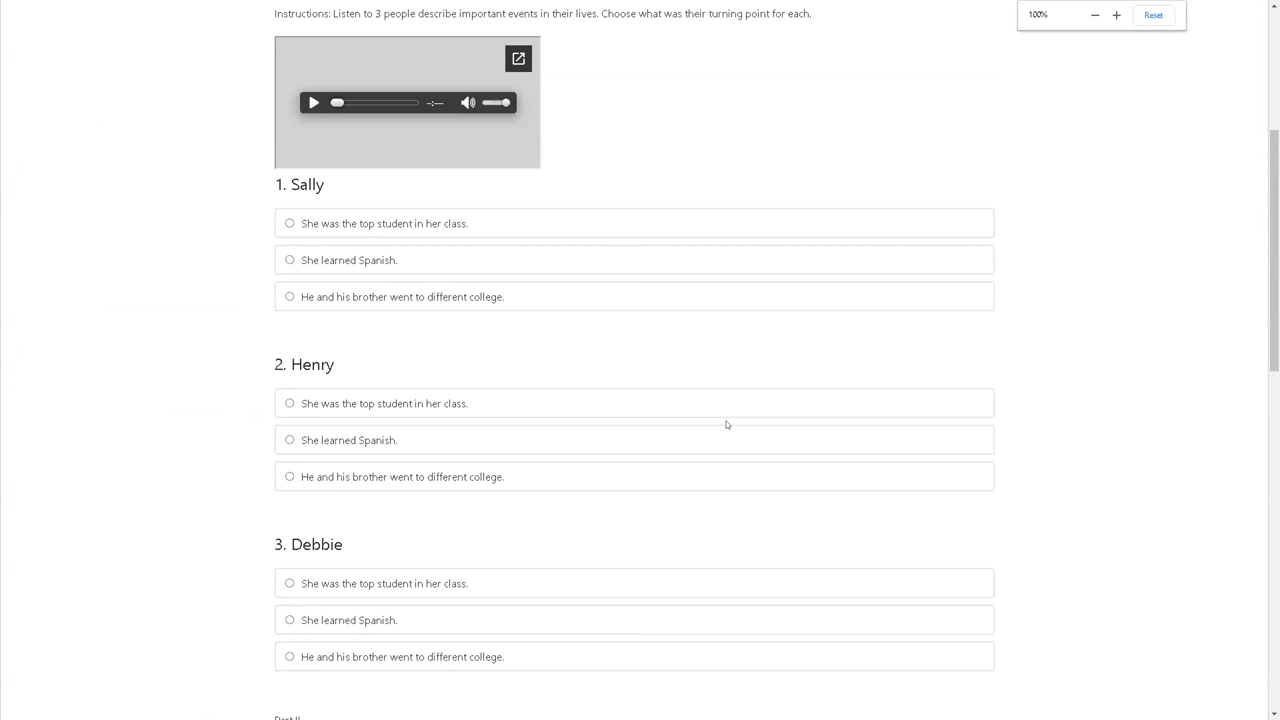 Instructions: Listen to 3 people describe important events in their lives. Choose what was their turning point for each.
100%
Reset
-:--
1. Sally
She was the top student in her class.
She learned Spanish.
He and his brother went to different college.
2. Henry
She was the top student in her class.
She learned Spanish.
He and his brother went to different college.
3. Debbie
She was the top student in her class.
She learned Spanish.
He and his brother went to different college.
Part II